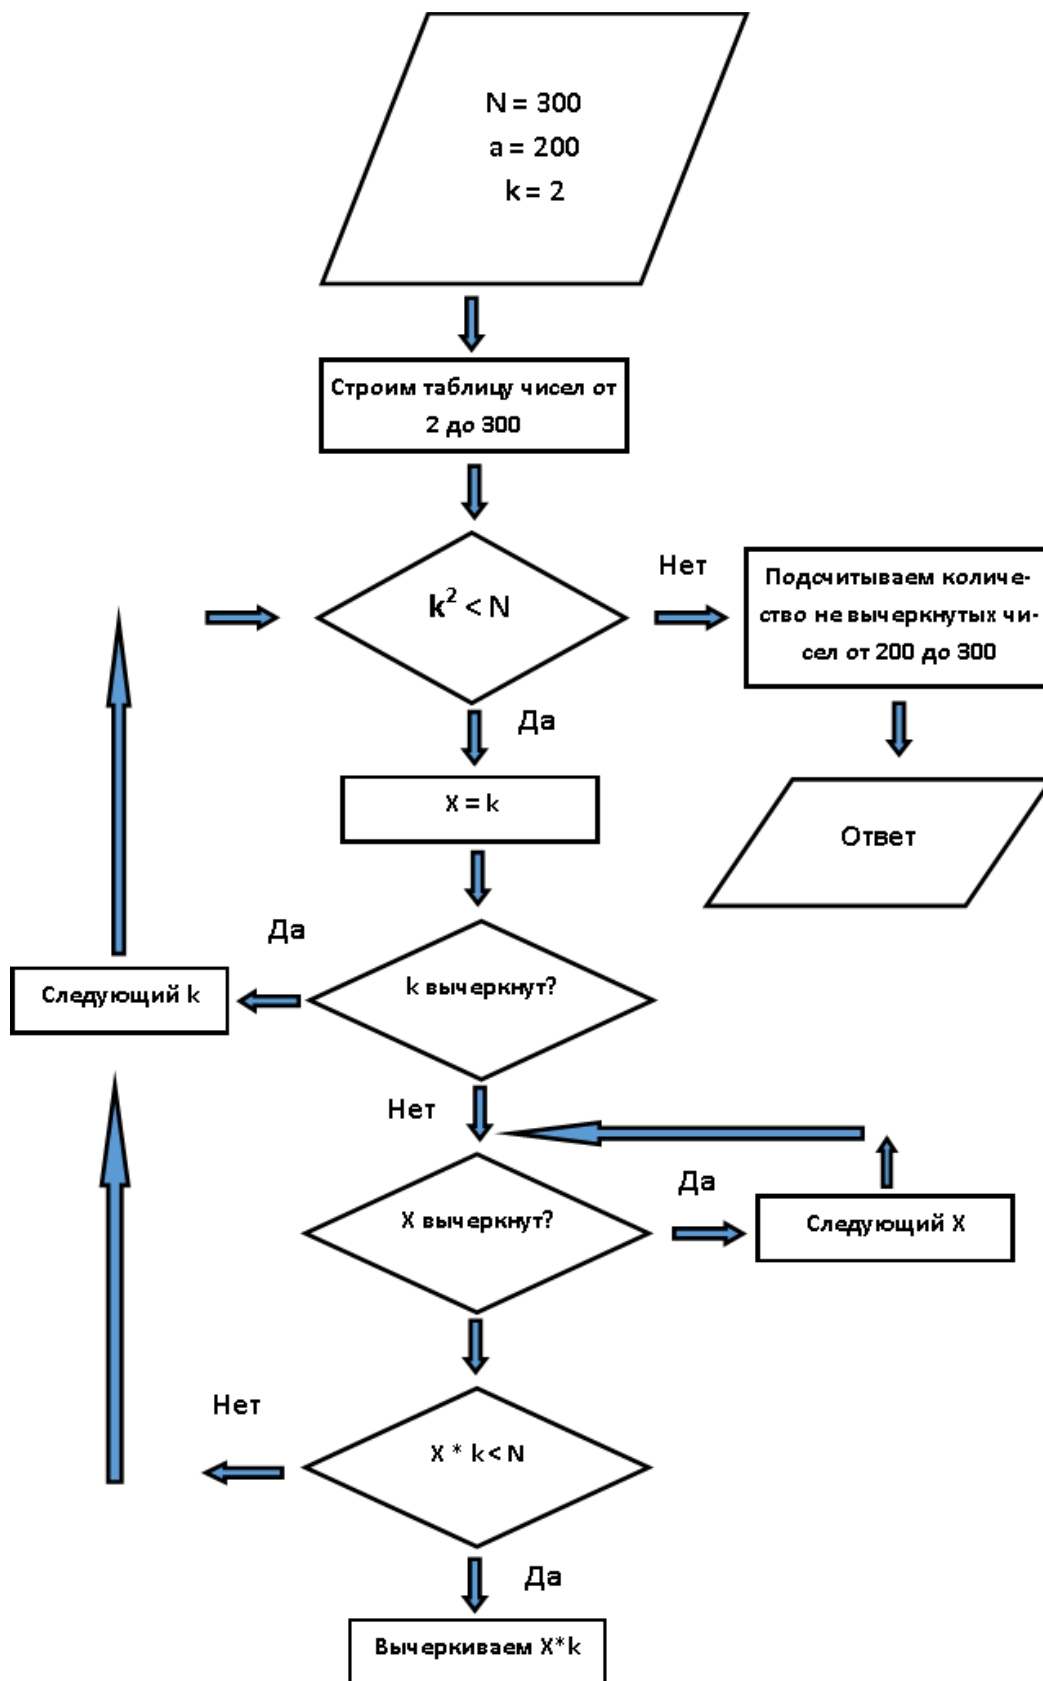 N = 300
a = 200
k = 2
Строим таблицу чисел от
2 до 300
k² < N
Нет
Подсчитываем количе-
ство не вычеркнутых чи-
сел от 200 до 300
Да
X = k
Ответ
Да
k вычеркнут?
Следующий k
Нет
X вычеркнут?
Да
Следующий X
Нет
X * k < N
Да
Вычеркиваем X*k